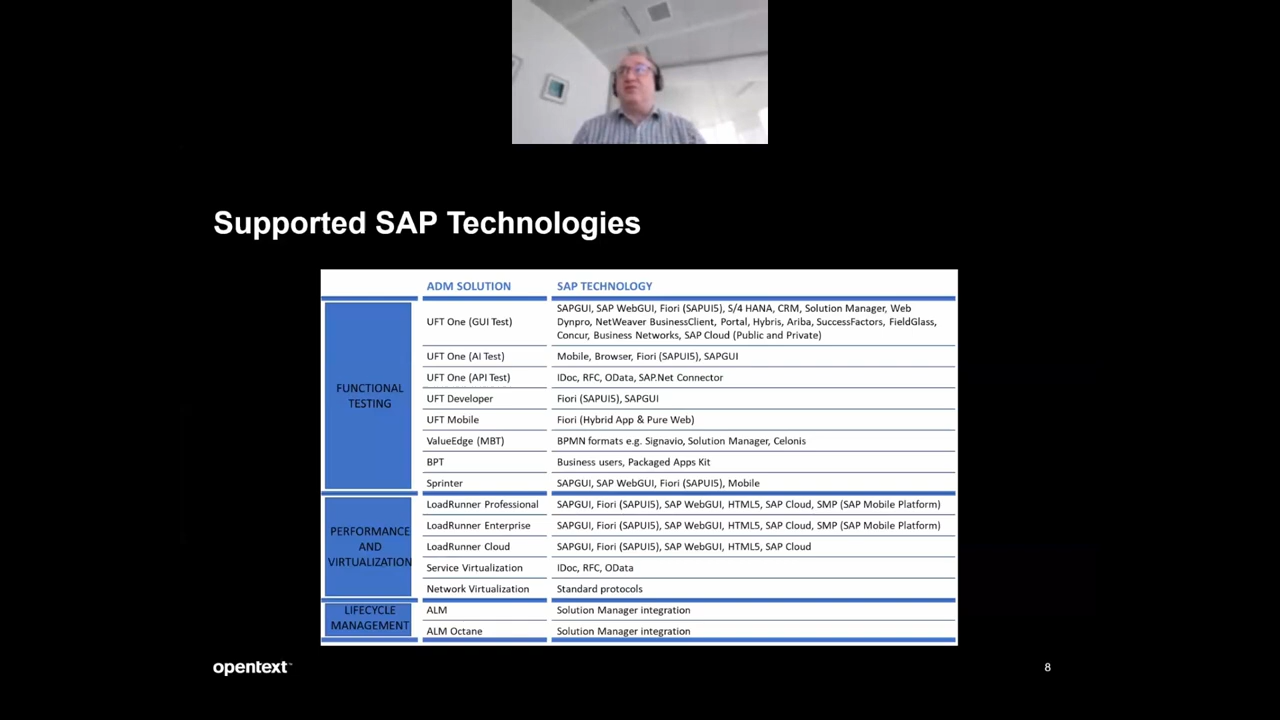 Supported SAP Technologies
ADM SOLUTION SAP TECHNOLOGY
FUNCTIONAL
TESTING
UFT One (GUI Test)
SAPGUI, SAP WebGUI, Fiori (SAPUI5), S/4 HANA, CRM, Solution Manager, Web
Dynpro, NetWeaver BusinessClient, Portal, Hybris, Ariba, SuccessFactors, FieldGlass,
Concur, Business Networks, SAP Cloud (Public and Private)
UFT One (AI Test) Mobile, Browser, Fiori (SAPUI5), SAPGUI
UFT One (API Test) IDoc, RFC, OData, SAP.Net Connector
UFT Developer Fiori (SAPUI5), SAPGUI
UFT Mobile Fiori (Hybrid App & Pure Web)
ValueEdge (MBT) BPMN formats e.g. Signavio, Solution Manager, Celonis
BPT Business users, Packaged Apps Kit
Sprinter SAPGUI, SAP WebGUI, Fiori (SAPUI5), Mobile
PERFORMANCE
AND
VIRTUALIZATION
LoadRunner Professional SAPGUI, Fiori (SAPUI5), SAP WebGUI, HTML5, SAP Cloud, SMP (SAP Mobile Platform)
LoadRunner Enterprise SAPGUI, Fiori (SAPUI5), SAP WebGUI, HTML5, SAP Cloud, SMP (SAP Mobile Platform)
LoadRunner Cloud SAPGUI, Fiori (SAPUI5), SAP WebGUI, HTML5, SAP Cloud
Service Virtualization IDoc, RFC, OData
Network Virtualization Standard protocols
LIFECYCLE
MANAGEMENT
ALM Solution Manager integration
ALM Octane Solution Manager integration
opentext™
8